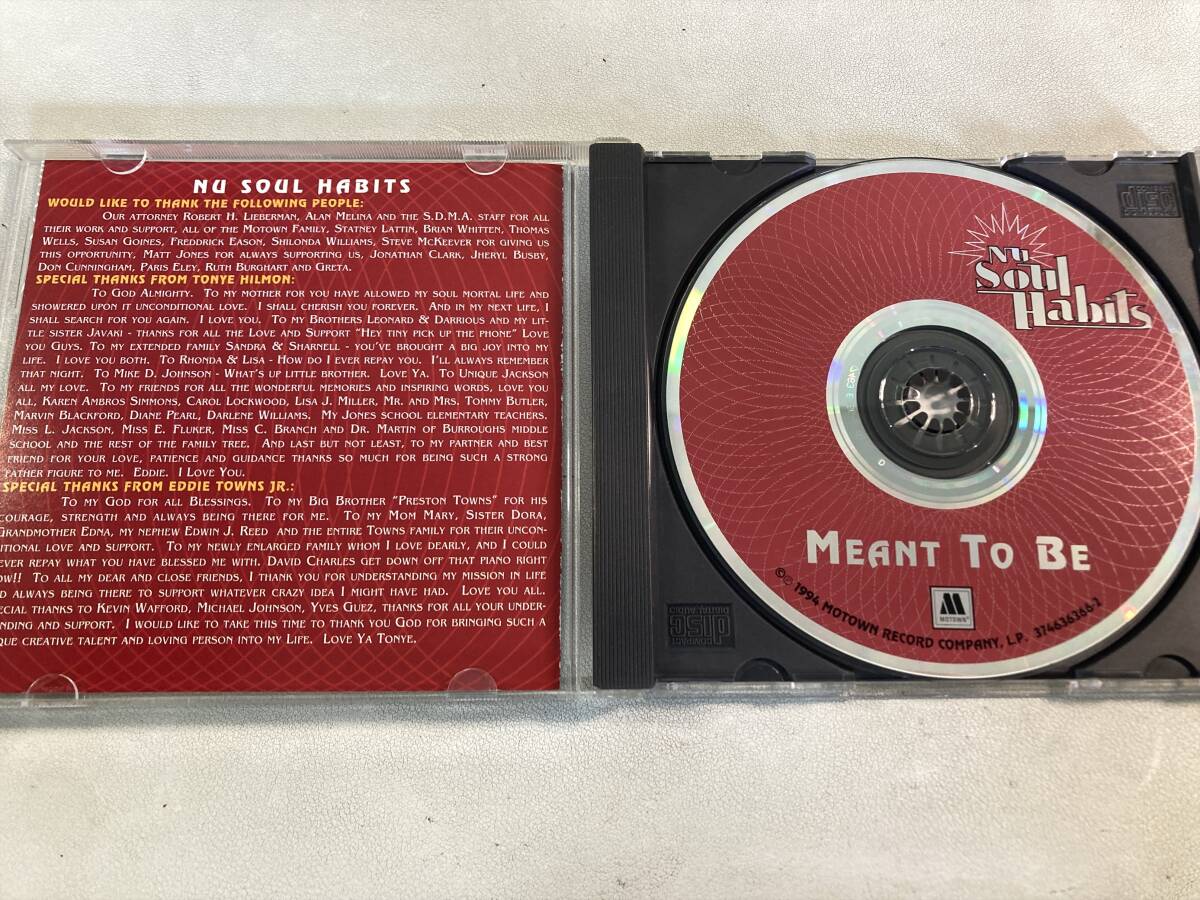 NU SOUL HABITS
WOULD LIKE TO THANK THE FOLLOWING PEOPLE:
OUR ATTORNEY ROBERT H. LIEBERMAN, ALAN MELINA AND THE S.D.M.A. STAFF FOR ALL
THEIR WORK AND SUPPORT, ALL OF THE MOTOWN FAMILY, STATNEY LATTIN, BRIAN WHITTEN, THOMAS
WELLS, SUSAN GOINES, FREDDRICK EASON, SHILONDA WILLIAMS, STEVE MCKEEVER FOR GIVING US
THIS OPPORTUNITY, MATT JONES FOR ALWAYS SUPPORTING US, JONATHAN CLARK, JHERYL BUSBY,
DON CUNNINGHAM, PARIS ELEY, RUTH BURGHART AND GRETA.
SPECIAL THANKS FROM TONYE HILMON:
TO GOD ALMIGHTY. TO MY MOTHER FOR YOU HAVE ALLOWED MY SOUL MORTAL LIFE AND
SHOWERED UPON IT UNCONDITIONAL LOVE. I SHALL CHERISH YOU FOREVER. AND IN MY NEXT LIFE, I
SHALL SEARCH FOR YOU AGAIN. I LOVE YOU. TO MY BROTHERS LEONARD & DARRIOUS AND MY LIT-
TLE SISTER JAVAKI - THANKS FOR ALL THE LOVE AND SUPPORT "HEY TINY PICK UP THE PHONE" LOVE
YOU GUYS. TO MY EXTENDED FAMILY SANDRA & SHARNELL - YOU'VE BROUGHT A BIG JOY INTO MY
LIFE. I LOVE YOU BOTH. TO RHONDA & LISA - HOW DO I EVER REPAY YOU. I'LL ALWAYS REMEMBER
THAT NIGHT. TO MIKE D. JOHNSON - WHAT'S UP LITTLE BROTHER. LOVE YA. TO UNIQUE JACKSON
ALL MY LOVE. TO MY FRIENDS FOR ALL THE WONDERFUL MEMORIES AND INSPIRING WORDS, LOVE YOU
ALL, KAREN AMBROS SIMMONS, CAROL LOCKWOOD, LISA J. MILLER, MR. AND MRS. TOMMY BUTLER,
MARVIN BLACKFORD, DIANE PEARL, DARLENE WILLIAMS. MY JONES SCHOOL ELEMENTARY TEACHERS.
MISS L. JACKSON, MISS E. FLUKER, MISS C. BRANCH AND DR. MARTIN OF BURROUGHS MIDDLE
SCHOOL AND THE REST OF THE FAMILY TREE. AND LAST BUT NOT LEAST, TO MY PARTNER AND BEST
FRIEND FOR YOUR LOVE, PATIENCE AND GUIDANCE THANKS SO MUCH FOR BEING SUCH A STRONG
FATHER FIGURE TO ME. EDDIE. I LOVE YOU.
SPECIAL THANKS FROM EDDIE TOWNS JR.:
TO MY GOD FOR ALL BLESSINGS. TO MY BIG BROTHER "PRESTON TOWNS" FOR HIS
COURAGE, STRENGTH AND ALWAYS BEING THERE FOR ME. TO MY MOM MARY, SISTER DORA,
GRANDMOTHER EDNA, MY NEPHEW EDWIN J. REED AND THE ENTIRE TOWNS FAMILY FOR THEIR UNCON-
DITIONAL LOVE AND SUPPORT. TO MY NEWLY ENLARGED FAMILY WHOM I LOVE DEARLY, AND I COULD
EVER REPAY WHAT YOU HAVE BLESSED ME WITH. DAVID CHARLES GET DOWN OFF THAT PIANO RIGHT
OW!! TO ALL MY DEAR AND CLOSE FRIENDS, I THANK YOU FOR UNDERSTANDING MY MISSION IN LIFE
ND ALWAYS BEING THERE TO SUPPORT WHATEVER CRAZY IDEA I MIGHT HAVE HAD. LOVE YOU ALL.
ECIAL THANKS TO KEVIN WAFFORD, MICHAEL JOHNSON, YVES GUEZ, THANKS FOR ALL YOUR UNDER-
NDING AND SUPPORT. I WOULD LIKE TO TAKE THIS TIME TO THANK YOU GOD FOR BRINGING SUCH A
QUE CREATIVE TALENT AND LOVING PERSON INTO MY LIFE. LOVE YA TONYE.
NU
Soul
Habits
MEANT TO BE
M
MOTOWN
℗© 1994 MOTOWN RECORD COMPANY, L.P. 374636366-2
COMPACT
disc
DIGITAL AUDIO